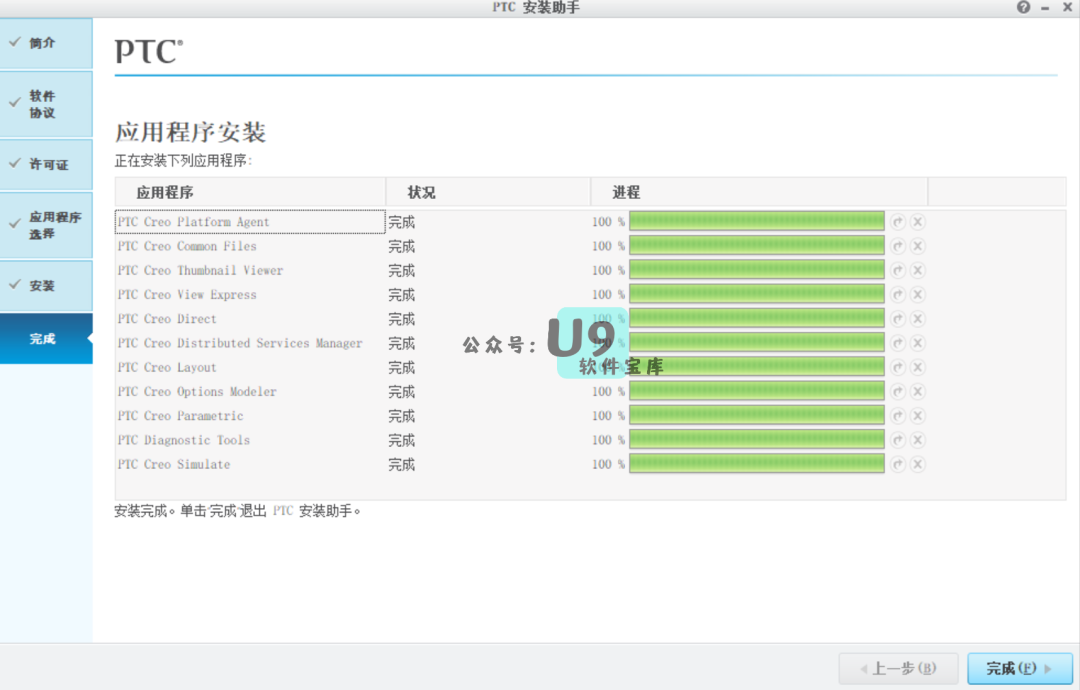 PTC 安装助手
简介
软件
协议
许可证
应用程序
选择
安装
完成
PTC®
应用程序安装
正在安装下列应用程序:
应用程序 状况 进程
PTC Creo Platform Agent 完成 100 %
PTC Creo Common Files 完成 100 %
PTC Creo Thumbnail Viewer 完成 100 %
PTC Creo View Express 完成 100 %
PTC Creo Direct 完成 100 %
PTC Creo Distributed Services Manager 完成 100 %
PTC Creo Layout 完成
PTC Creo Options Modeler 完成 100 %
PTC Creo Parametric 完成 100 %
PTC Diagnostic Tools 完成 100 %
PTC Creo Simulate 完成 100 %
公众号: U9
软件宝库
安装完成。单击"完成"退出 PTC 安装助手。
上一步(B) 完成(F)